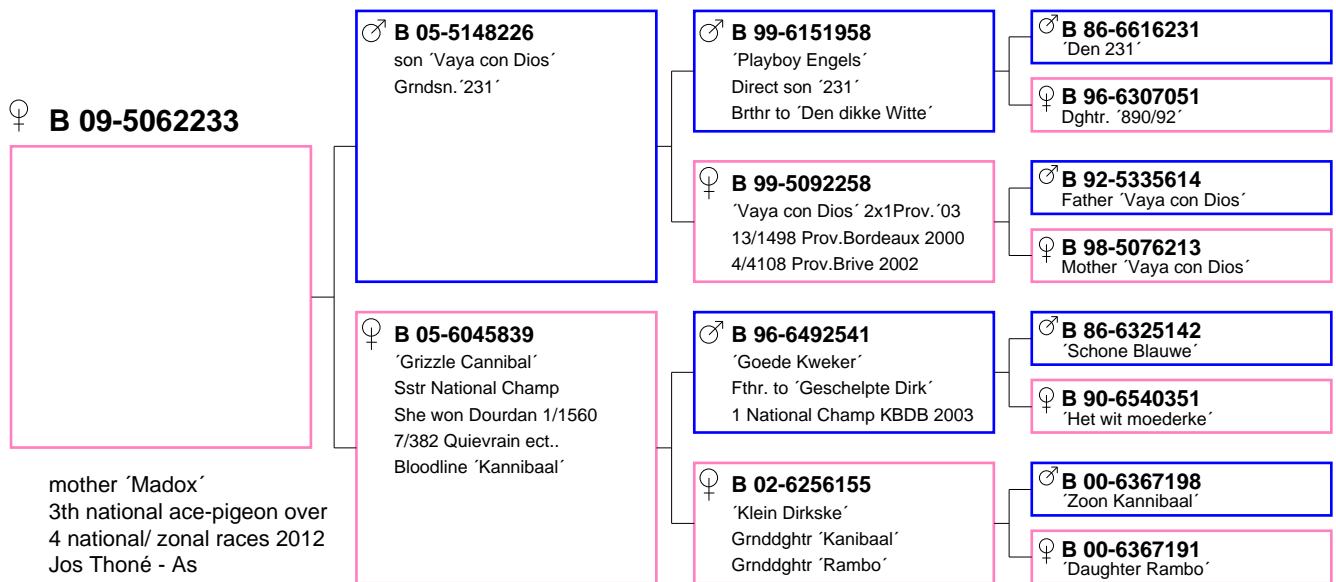 B 09-5062233
mother ´Madox´
3th national ace-pigeon over
4 national/ zonal races 2012
Jos Thoné - As
B 05-5148226
son ´Vaya con Dios´
Grndsn.´231´
B 05-6045839
´Grizzle Cannibal´
Sstr National Champ
She won Dourdan 1/1560
7/382 Quievrain ect..
Bloodline ´Kannibaal´
B 99-6151958
´Playboy Engels´
Direct son ´231´
Brthr to ´Den dikke Witte´
B 99-5092258
´Vaya con Dios´ 2x1Prov.´03
13/1498 Prov.Bordeaux 2000
4/4108 Prov.Brive 2002
B 96-6492541
´Goede Kweker´
Fthr. to ´Geschelpte Dirk´
1 National Champ KBDB 2003
B 02-6256155
´Klein Dirkske´
Grnddghtr ´Kanibaal´
Grnddghtr ´Rambo´
B 86-6616231
´Den 231´
B 96-6307051
Dghtr. ´890/92´
B 92-5335614
Father ´Vaya con Dios´
B 98-5076213
Mother ´Vaya con Dios´
B 86-6325142
´Schone Blauwe´
B 90-6540351
´Het wit moederke´
B 00-6367198
´Zoon Kannibaal´
B 00-6367191
´Daughter Rambo´